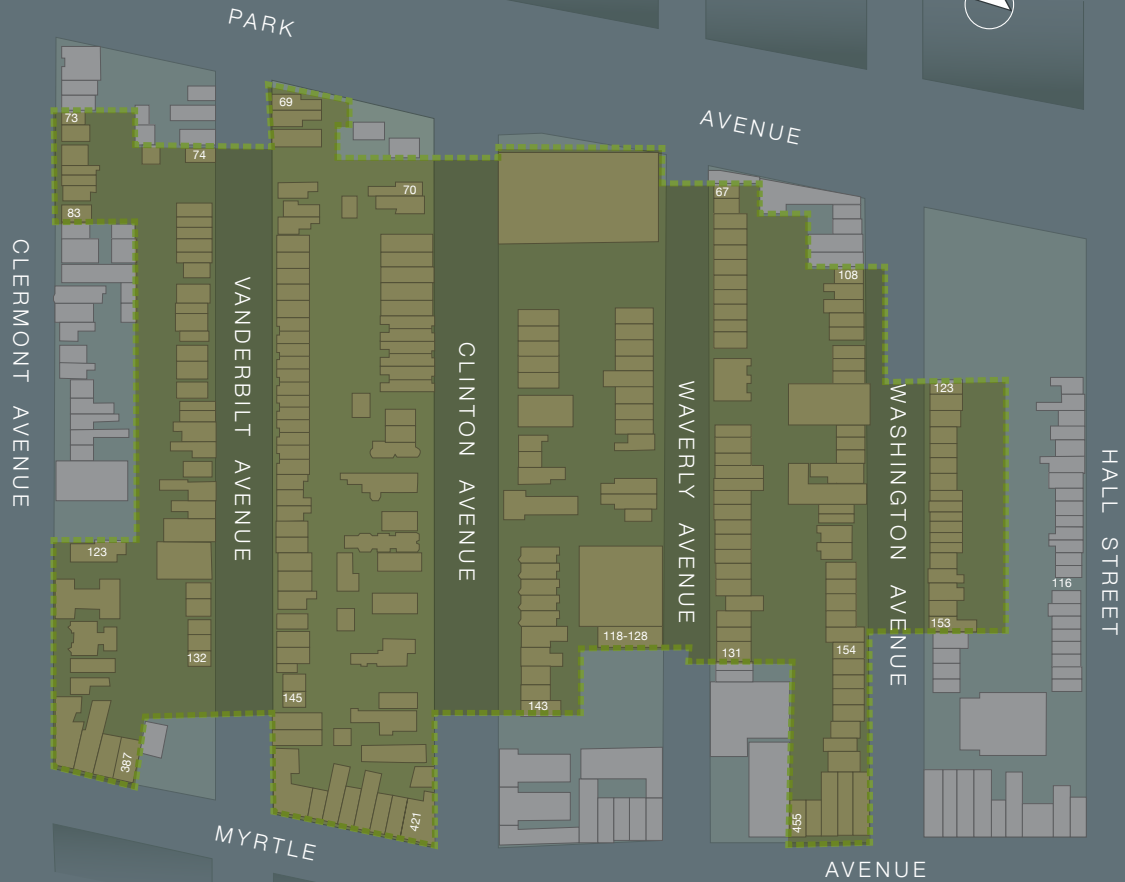 PARK
AVENUE
69
73
74
70
67
83
108
CLERMONT AVENUE
VANDERBILT AVENUE
CLINTON AVENUE
WAVERLY AVENUE
WASHINGTON AVENUE
HALL STREET
123
123
116
153
118-128
132
131
154
145
143
387
421
455
MYRTLE
AVENUE